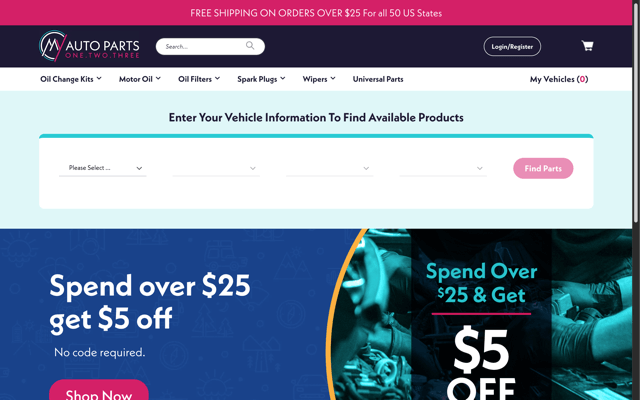 FREE SHIPPING ON ORDERS OVER $25 For all 50 US States
AUTO PARTS
ONE.TWO.THREE
Search...
Login/Register
Oil Change Kits
Motor Oil
Oil Filters
Spark Plugs
Wipers
Universal Parts
My Vehicles (0)
Enter Your Vehicle Information To Find Available Products
Please Select ...
Find Parts
Spend over $25
get $5 off
No code required.
Shop Now
Spend Over
$25 & Get
$5
OFF